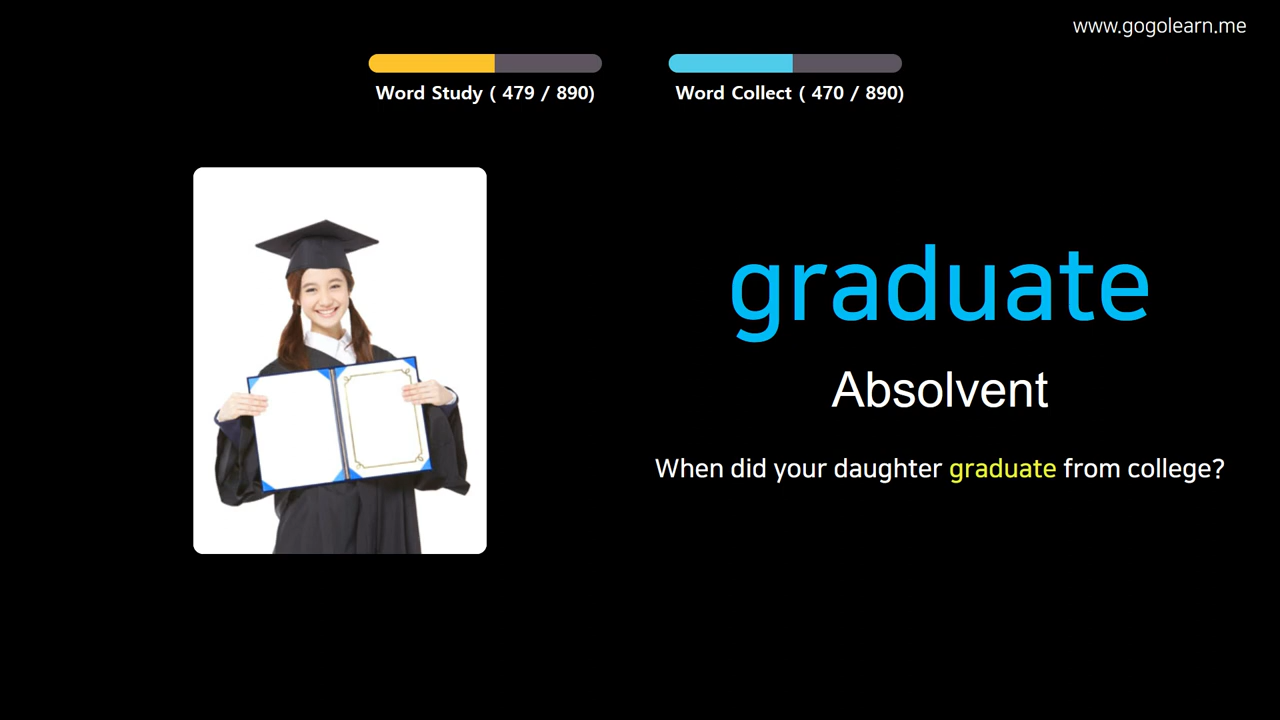 www.gogolearn.me
Word Study ( 479 / 890)
Word Collect ( 470 / 890)
graduate
Absolvent
When did your daughter graduate from college?